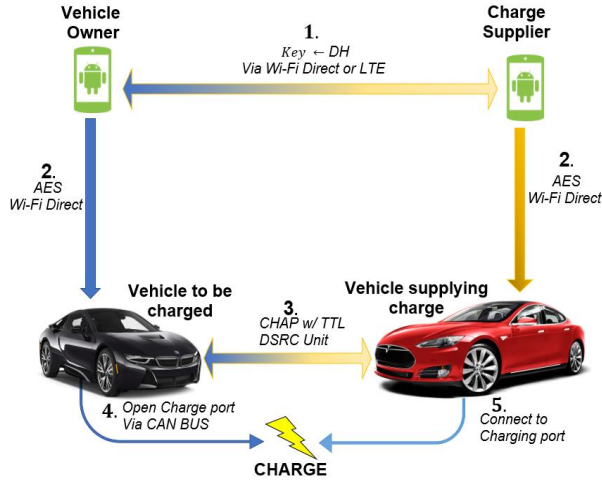 Vehicle
Owner
Charge
Supplier
1.
Key ← DH
Via Wi-Fi Direct or LTE
2.
AES
Wi-Fi Direct
2.
AES
Wi-Fi Direct
Vehicle to be
charged
Vehicle supplying
charge
3.
CHAP w/ TTL
DSRC Unit
4. Open Charge port
Via CAN BUS
5.
Connect to
Charging port
CHARGE